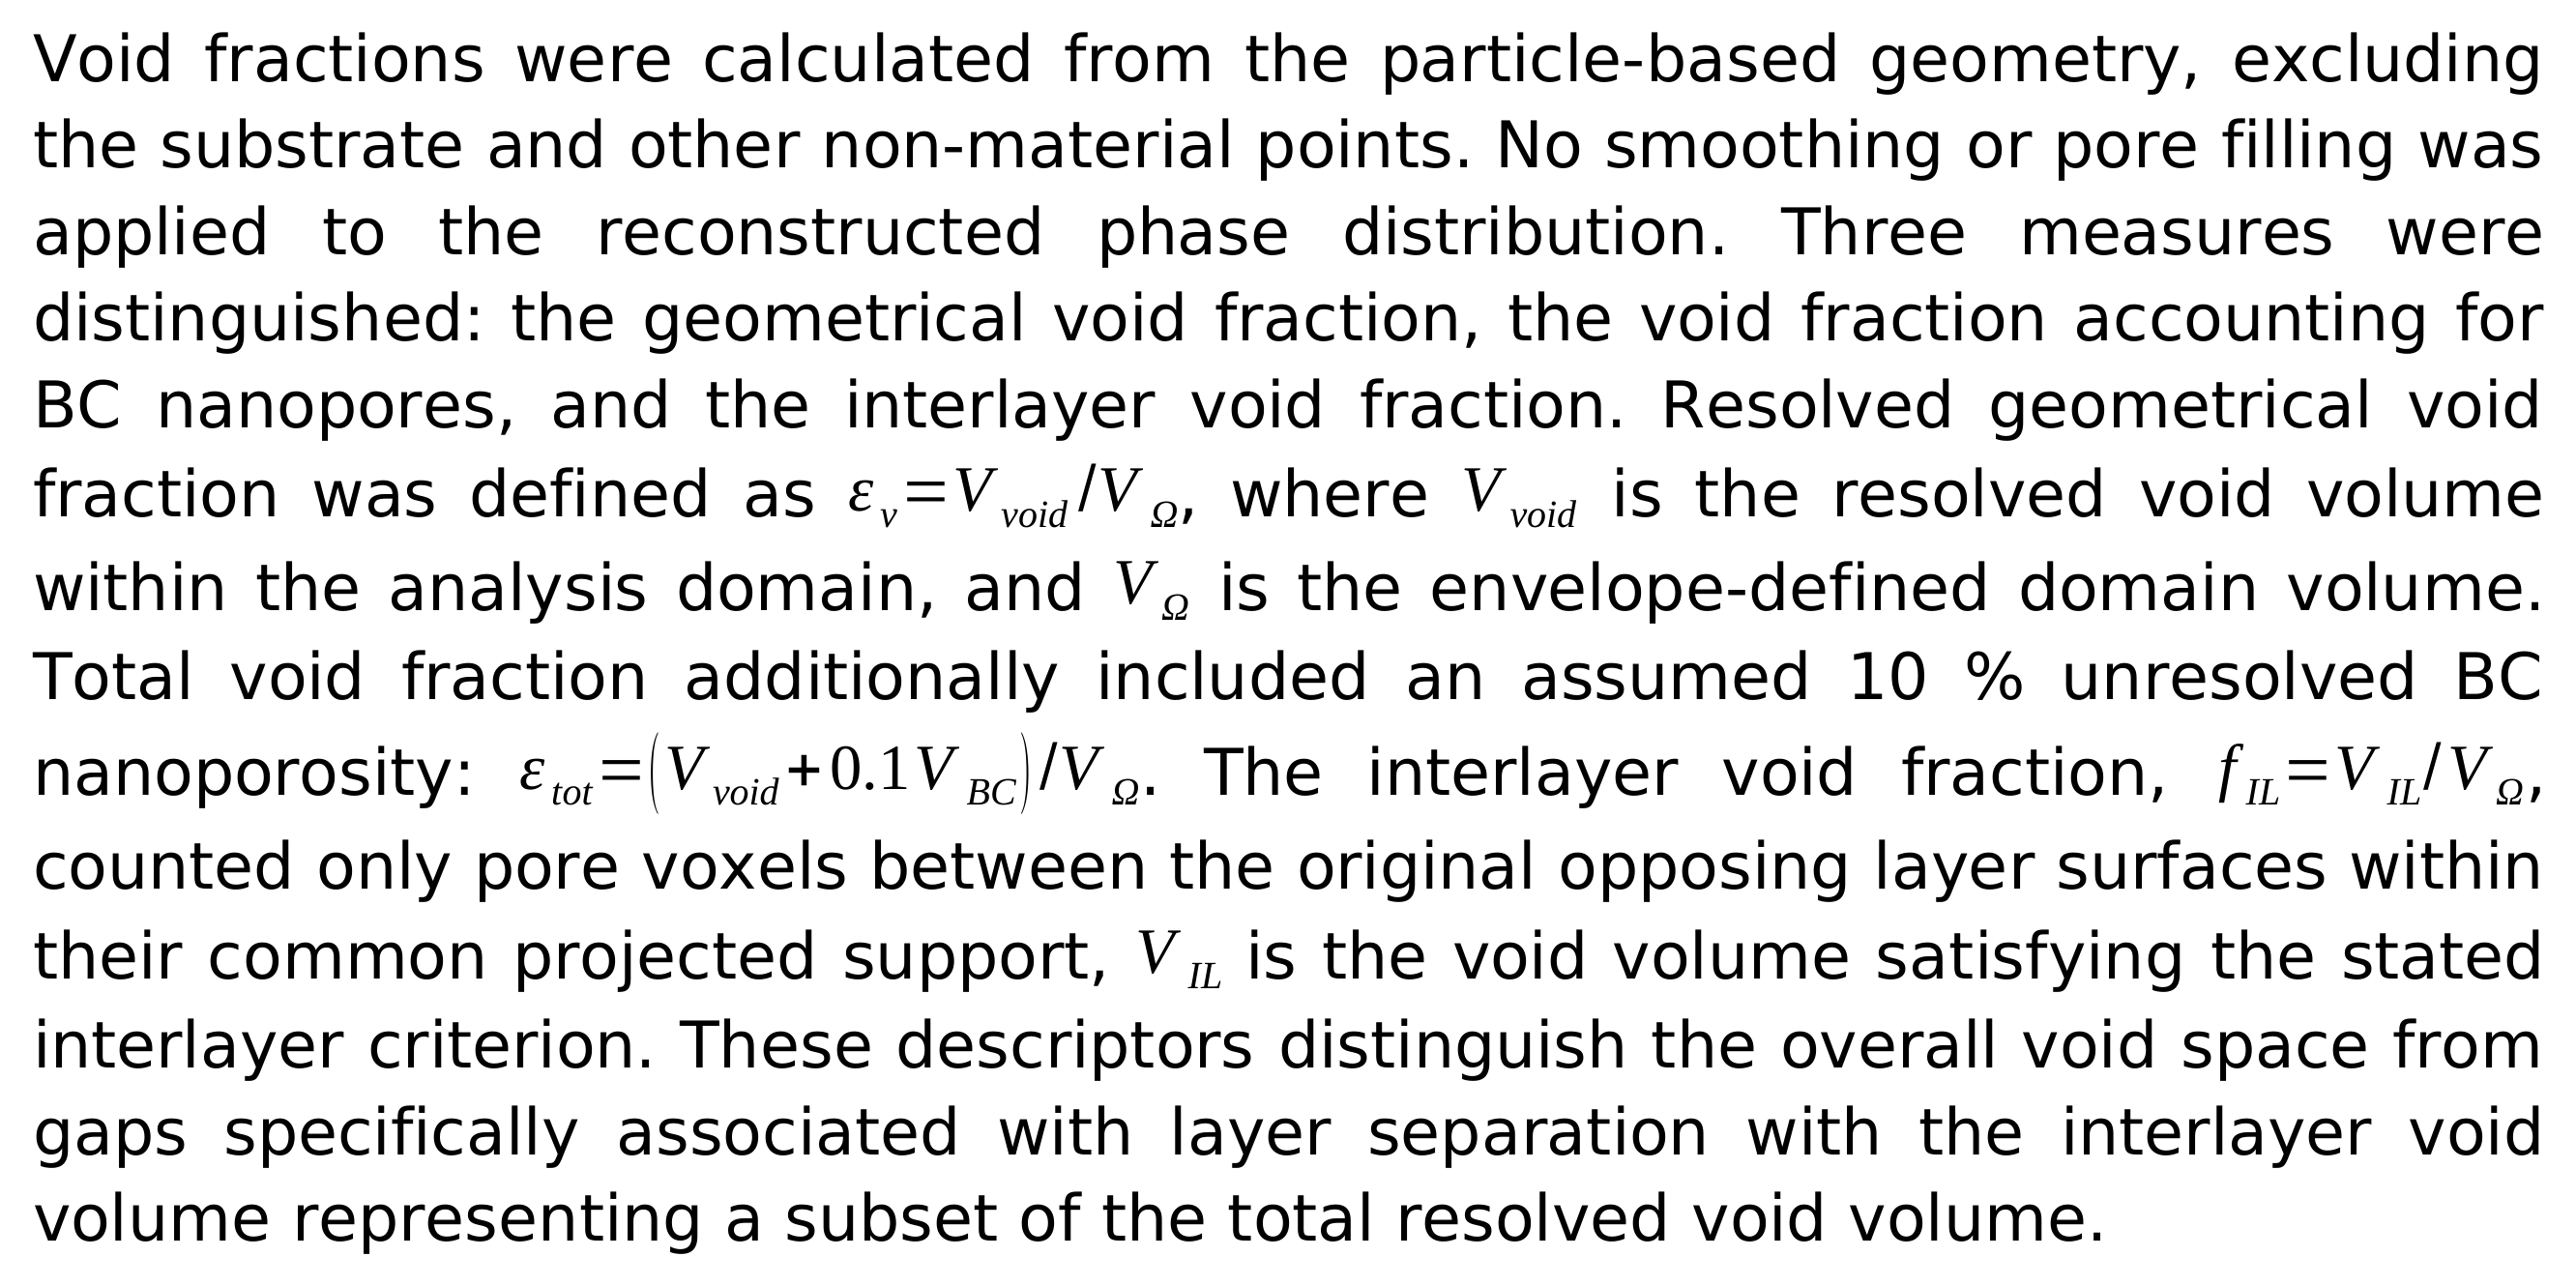 Void fractions were calculated from the particle-based geometry, excluding
the substrate and other non-material points. No smoothing or pore filling was
applied to the reconstructed phase distribution. Three measures were
distinguished: the geometrical void fraction, the void fraction accounting for
BC nanopores, and the interlayer void fraction. Resolved geometrical void
fraction was defined as ε_v=V_void/V_Ω, where V_void is the resolved void volume
within the analysis domain, and V_Ω is the envelope-defined domain volume.
Total void fraction additionally included an assumed 10 % unresolved BC
nanoporosity: ε_tot=(V_void+0.1V_BC)/V_Ω. The interlayer void fraction, f_IL=V_IL/V_Ω,
counted only pore voxels between the original opposing layer surfaces within
their common projected support, V_IL is the void volume satisfying the stated
interlayer criterion. These descriptors distinguish the overall void space from
gaps specifically associated with layer separation with the interlayer void
volume representing a subset of the total resolved void volume.